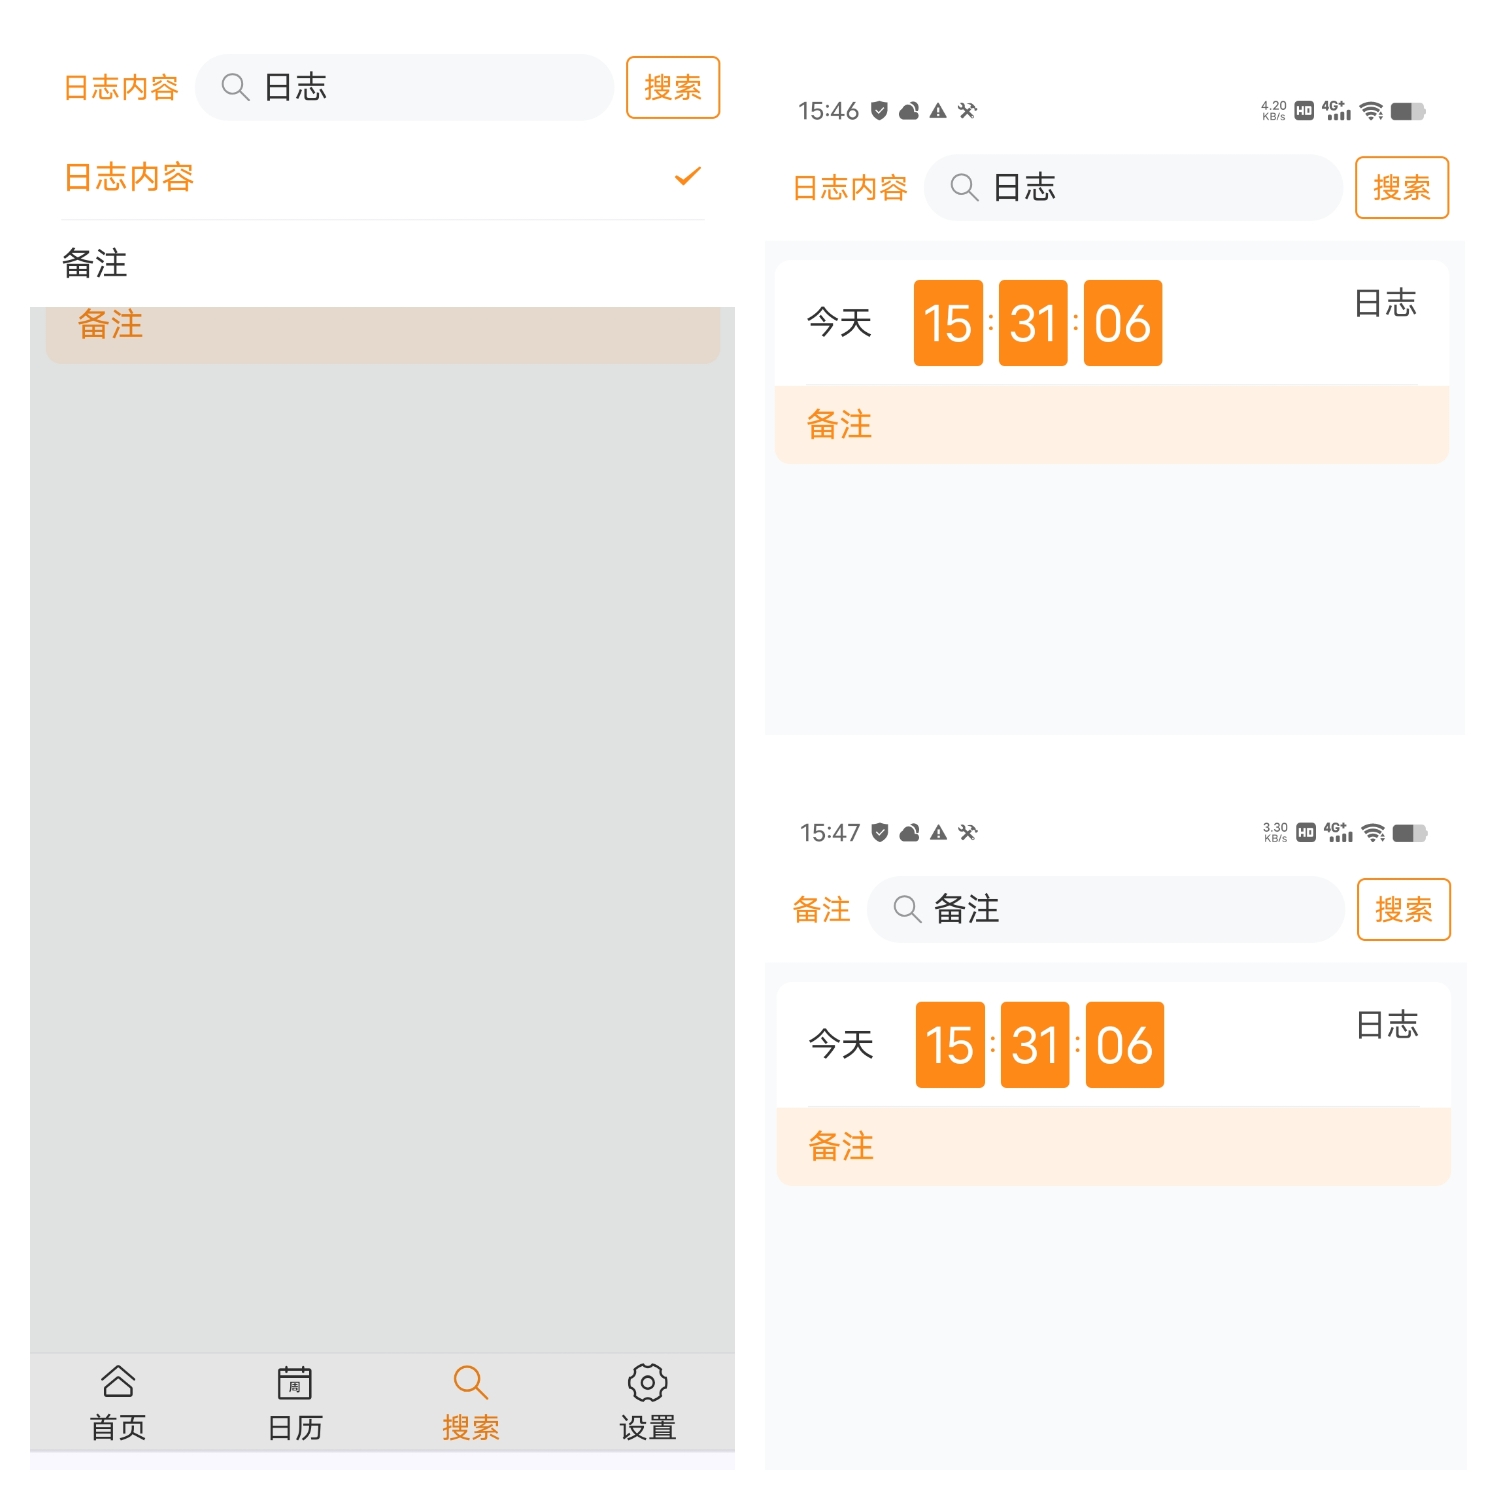 日志内容 日志 搜索
日志内容
备注
备注
首页 日历 搜索 设置
周
15:46 4.20 KB/s HD 4G+
日志内容 日志 搜索
今天 15:31:06 日志
备注
15:47 3.30 KB/s HD 4G+
备注 备注 搜索
今天 15:31:06 日志
备注